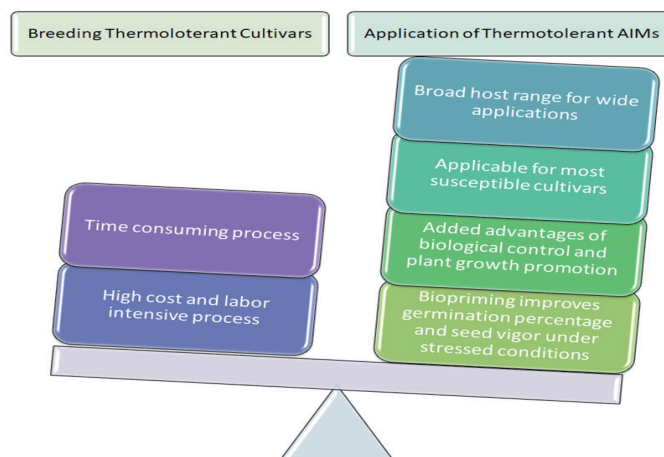 Breeding Thermoloterant Cultivars
Application of Thermotolerant AIMs
Time consuming process
High cost and labor
intensive process
Broad host range for wide
applications
Applicable for most
susceptible cultivars
Added advantages of
biological control and
plant growth promotion
Biopriming improves
germination percentage
and seed vigor under
stressed conditions